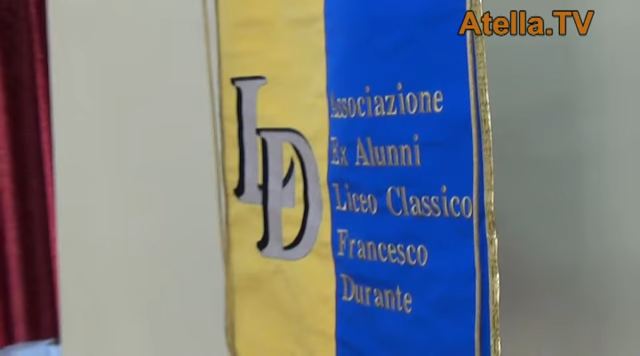 Atella.TV
LD
Associazione
Ex Alunni
Liceo Classico
Francesco
Durante